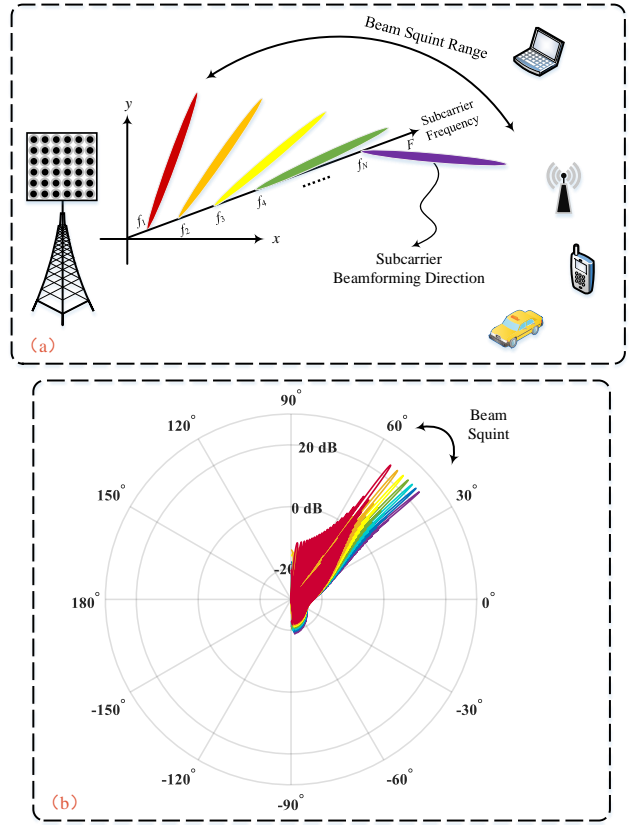 Beam Squint Range
y
Subcarrier
Frequency
F
f1
f2
f3
f4
......
fN
x
Subcarrier
Beamforming Direction
(a)
90°
Beam
Squint
120°
60°
20 dB
150°
30°
0 dB
-20
180°
0°
-150°
-30°
-120°
-60°
-90°
(b)